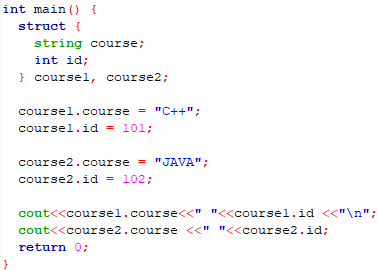 int main() {
  struct {
    string course;
    int id;
  } course1, course2;

  course1.course = "C++";
  course1.id = 101;

  course2.course = "JAVA";
  course2.id = 102;

  cout<<course1.course<<" "<<course1.id <<"\n";
  cout<<course2.course <<" "<<course2.id;
  return 0;
}